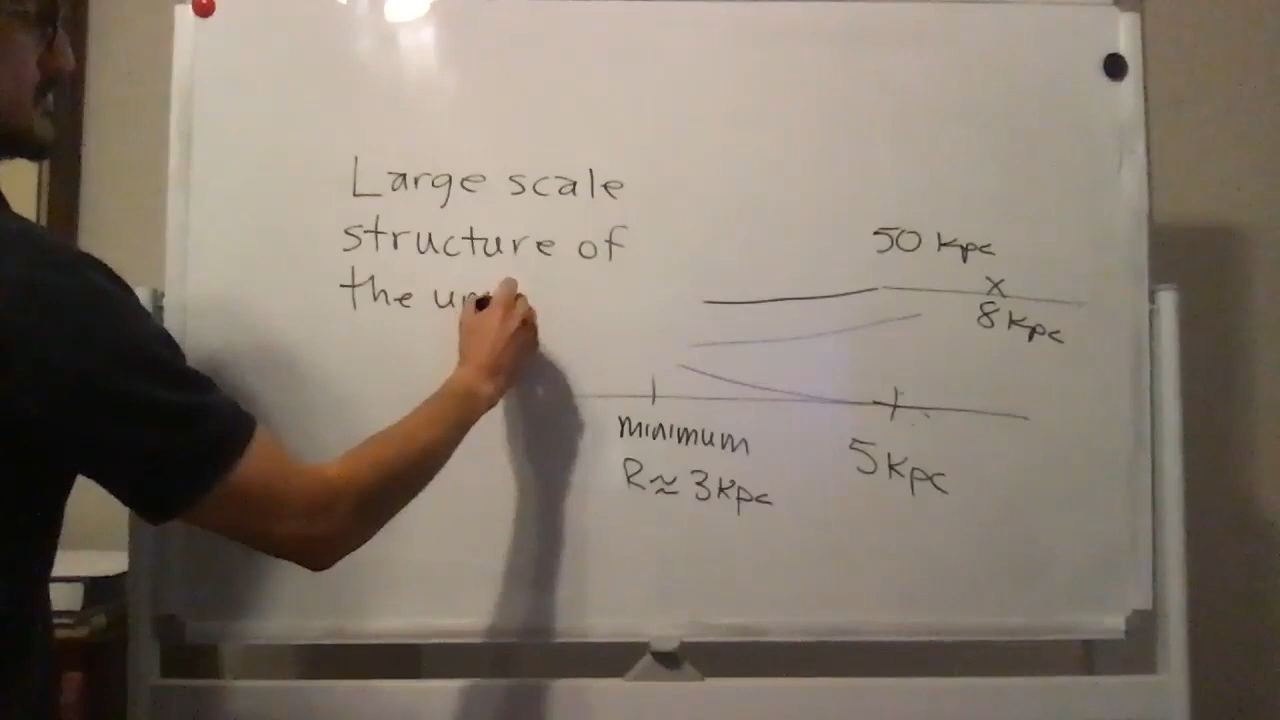 Large scale
structure of
the
50 Kpc
x
8 Kpc
minimum
R ≈ 3 Kpc
5 Kpc